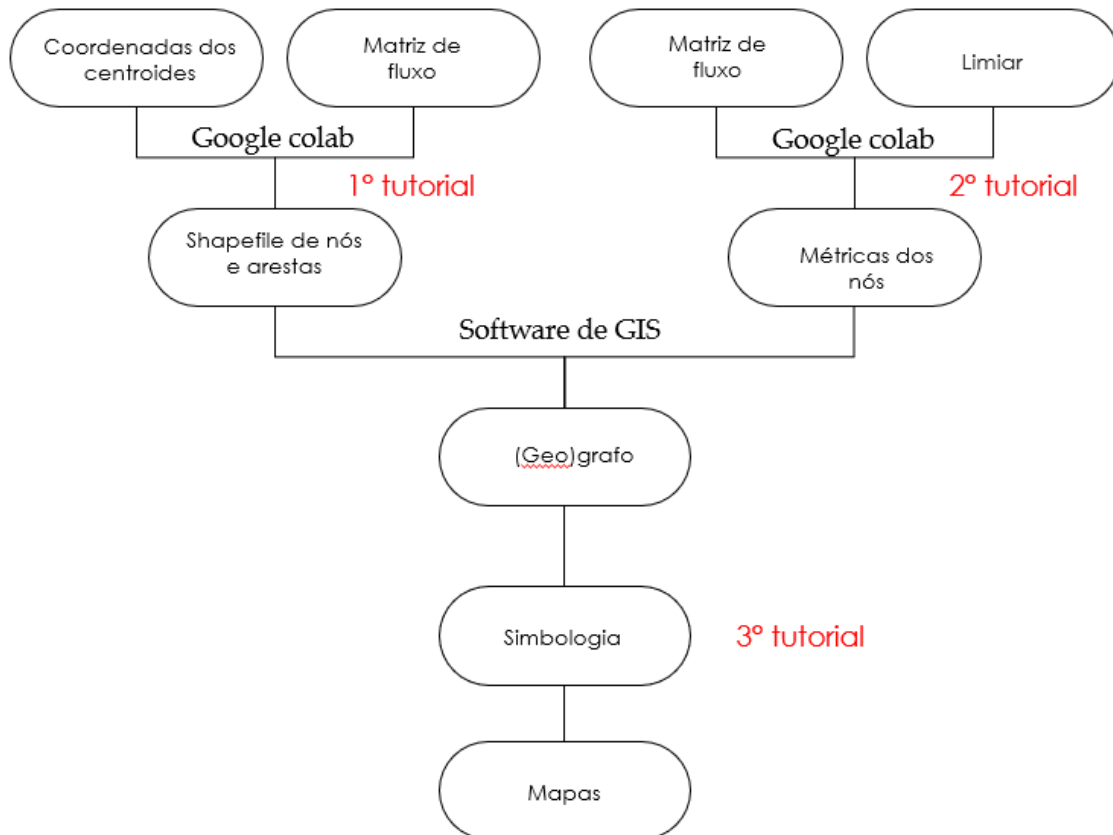 Coordenadas dos
centroides
Matriz de
fluxo
Matriz de
fluxo
Limiar
Google colab
Google colab
1º tutorial
2º tutorial
Shapefile de nós
e arestas
Métricas dos
nós
Software de GIS
(Geo)grafo
Simbologia
3º tutorial
Mapas